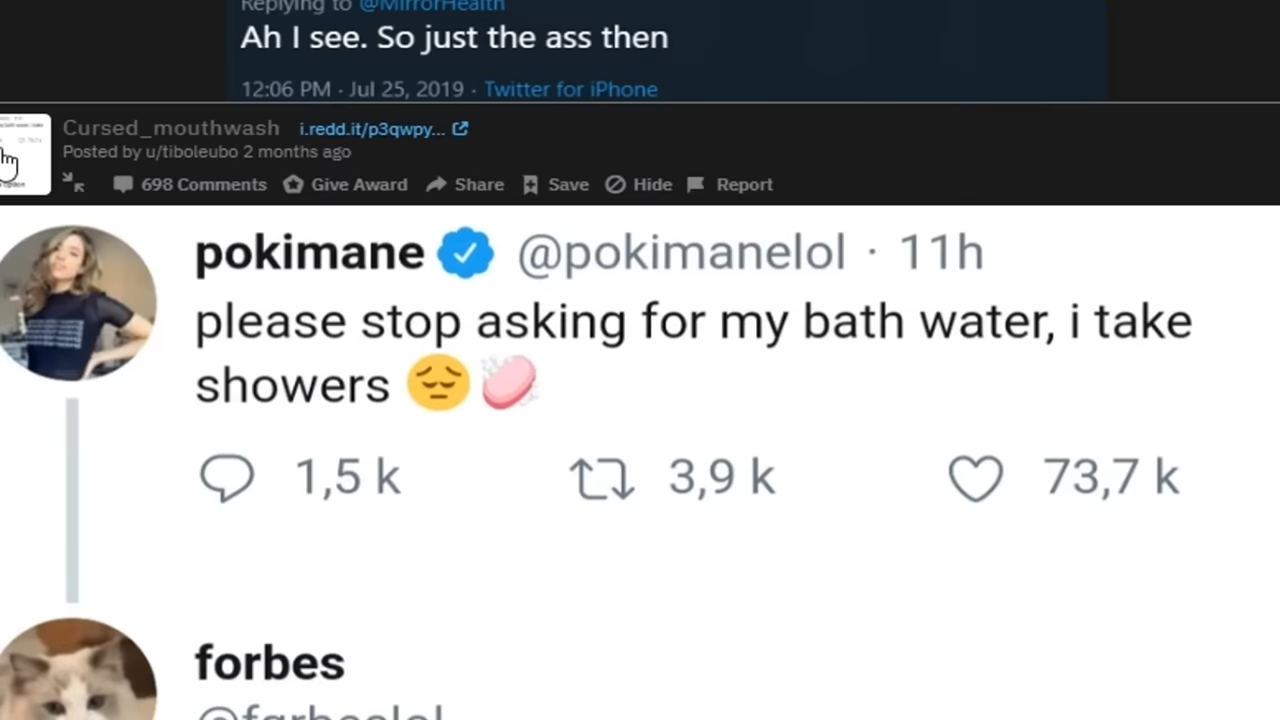 Replying to @MirrorHealth
Ah I see. So just the ass then
12:06 PM · Jul 25, 2019 · Twitter for iPhone
Cursed_mouthwash i.redd.it/p3qwpy...
Posted by u/tiboleubo 2 months ago
698 Comments Give Award Share Save Hide Report
pokimane @pokimanelol · 11h
please stop asking for my bath water, i take
showers 😔🧼
1,5 k 3,9 k 73,7 k
forbes